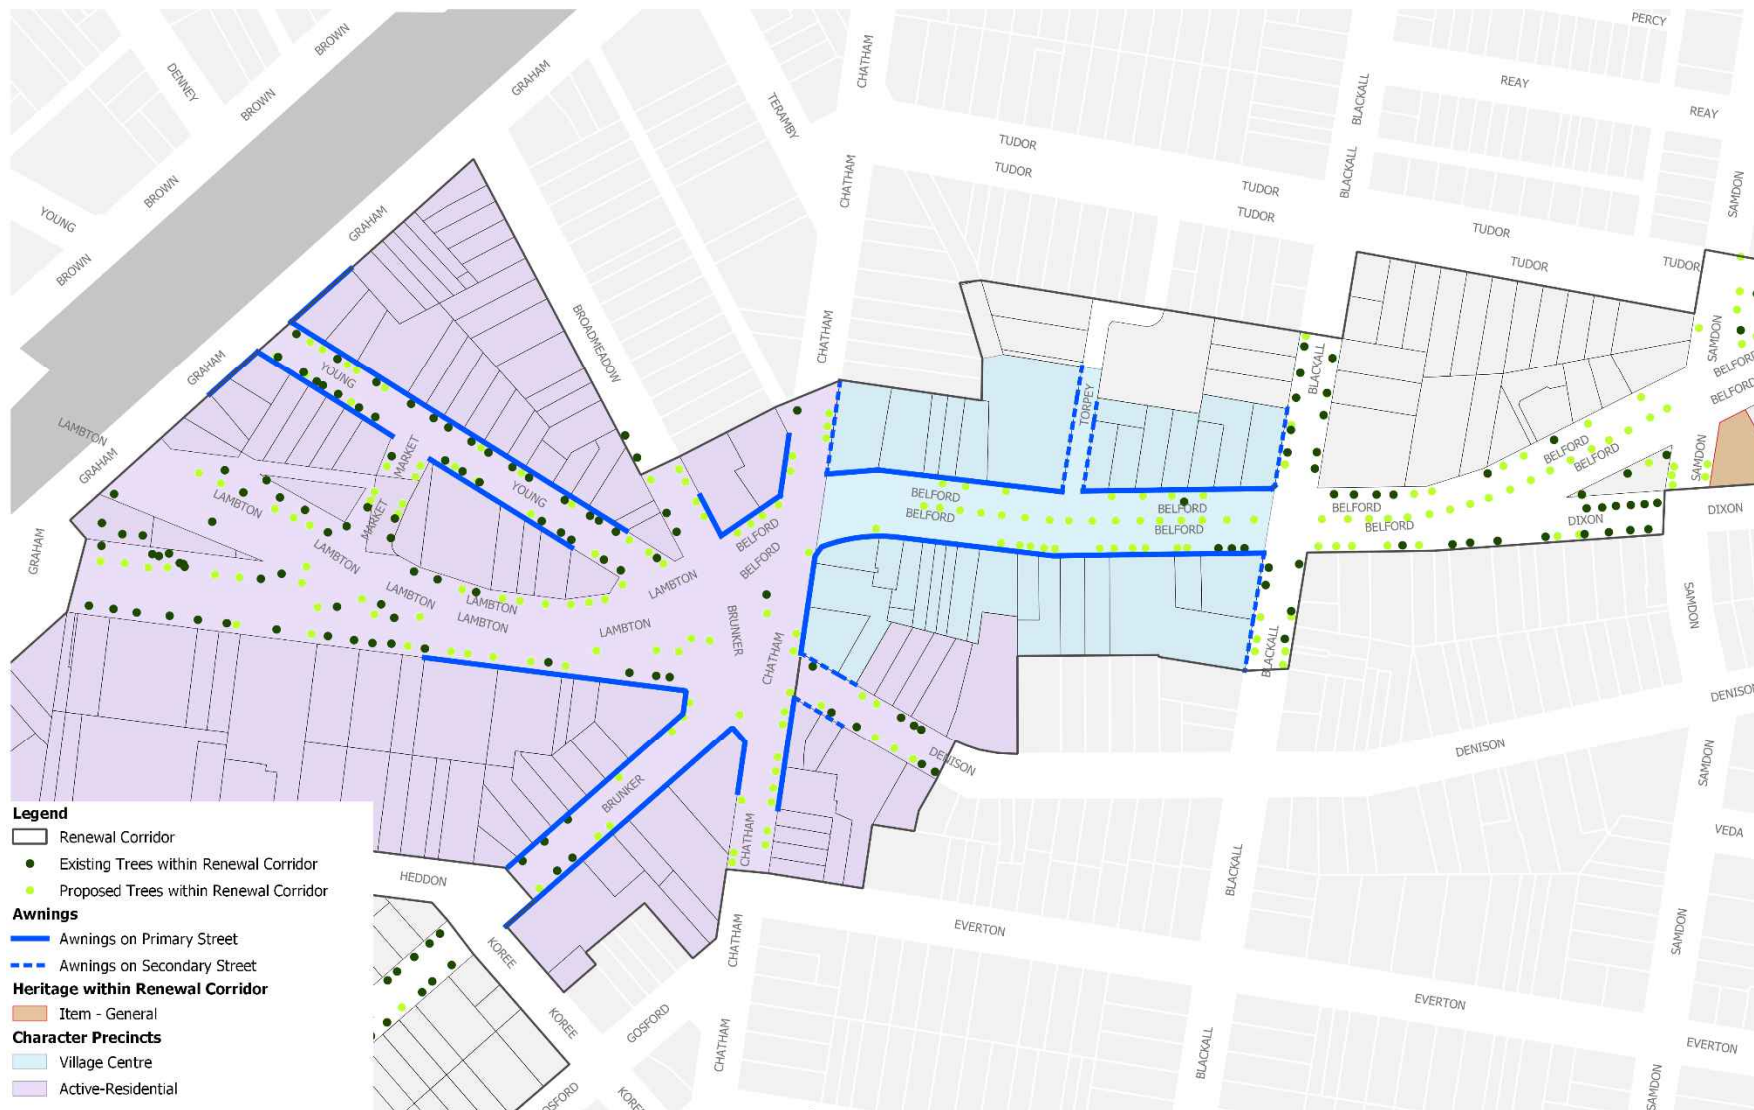 PERCY
BROWN
DENNEY
BROWN
GRAHAM
CHATHAM
TERAMBY
BLACKALL
REAY
REAY
TUDOR
TUDOR
BROWN
YOUNG
BROWN
GRAHAM
CHATHAM
BLACKALL
TUDOR
TUDOR
SAMDON
TUDOR
TUDOR
TUDOR
GRAHAM
YOUNG
BROADMEADOW
CHATHAM
TORPEY
BLACKALL
SAMDON
BELFORD
BELFORD
LAMBTON
GRAHAM
MARKET
YOUNG
LAMBTON
MARKET
BELFORD
BELFORD
BELFORD
BELFORD
BELFORD
BELFORD
SAMDON
BELFORD
BELFORD
BELFORD
BELFORD
DIXON
DIXON
GRAHAM
LAMBTON
LAMBTON
LAMBTON
LAMBTON
LAMBTON
LAMBTON
BRUNKER
CHATHAM
BLACKALL
SAMDON
DENISON
DENISON
DENISON
SAMDON
BRUNKER
CHATHAM
VEDA
HEDDON
BLACKALL
KOREE
CHATHAM
EVERTON
SAMDON
KOREE
GOSFORD
CHATHAM
BLACKALL
EVERTON
EVERTON
OSFORD
KOREE
SAMDON
Legend
Renewal Corridor
Existing Trees within Renewal Corridor
Proposed Trees within Renewal Corridor
Awnings
Awnings on Primary Street
Awnings on Secondary Street
Heritage within Renewal Corridor
Item - General
Character Precincts
Village Centre
Active-Residential